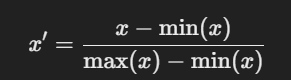 x′ = (x − min(x)) / (max(x) − min(x))